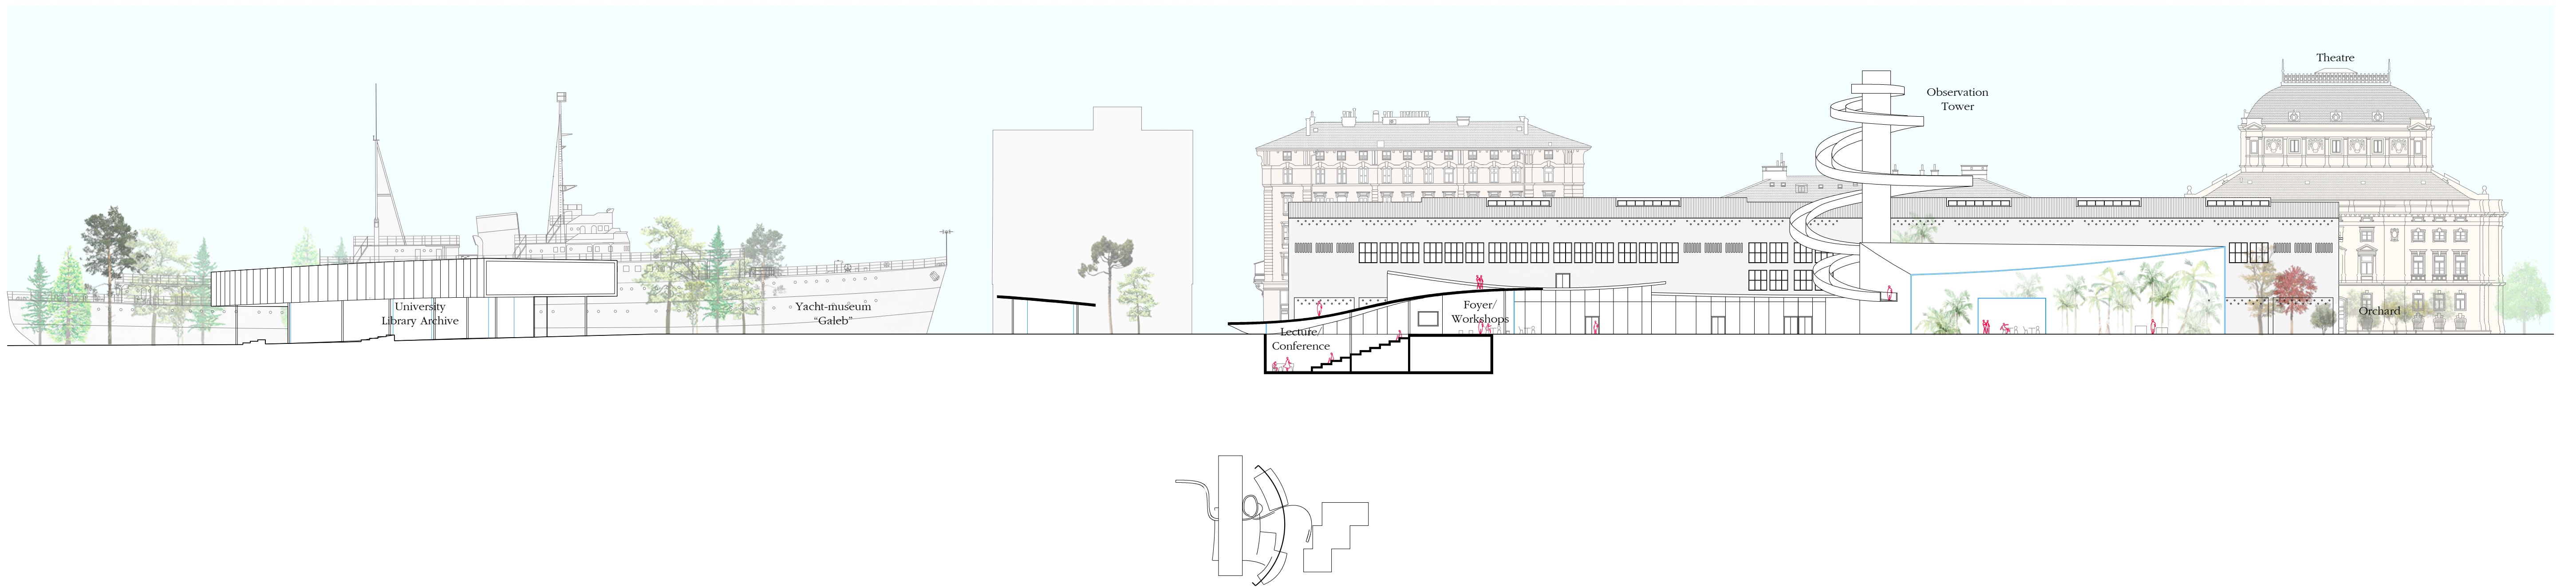 University
Library Archive
Yacht-museum
“Galeb”
Lecture/
Conference
Foyer/
Workshops
Observation
Tower
Theatre
Orchard